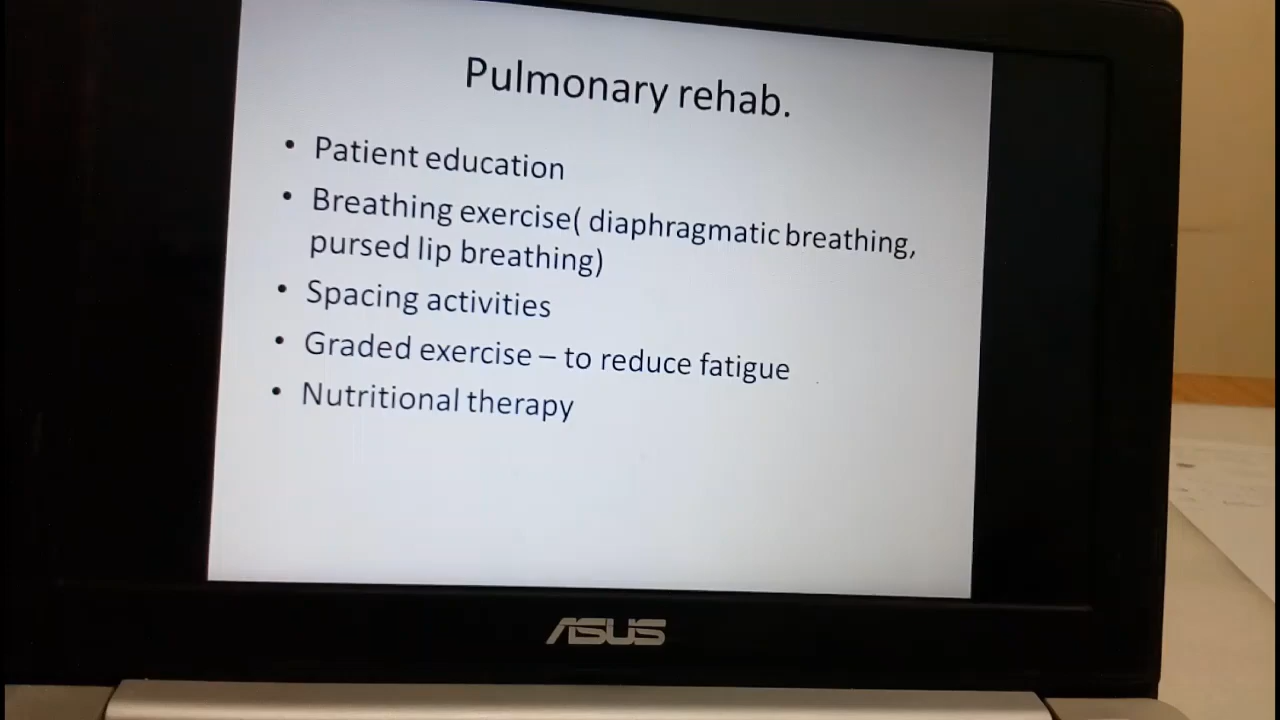 Pulmonary rehab.
• Patient education
• Breathing exercise( diaphragmatic breathing,
pursed lip breathing)
• Spacing activities
• Graded exercise – to reduce fatigue
• Nutritional therapy
ASUS